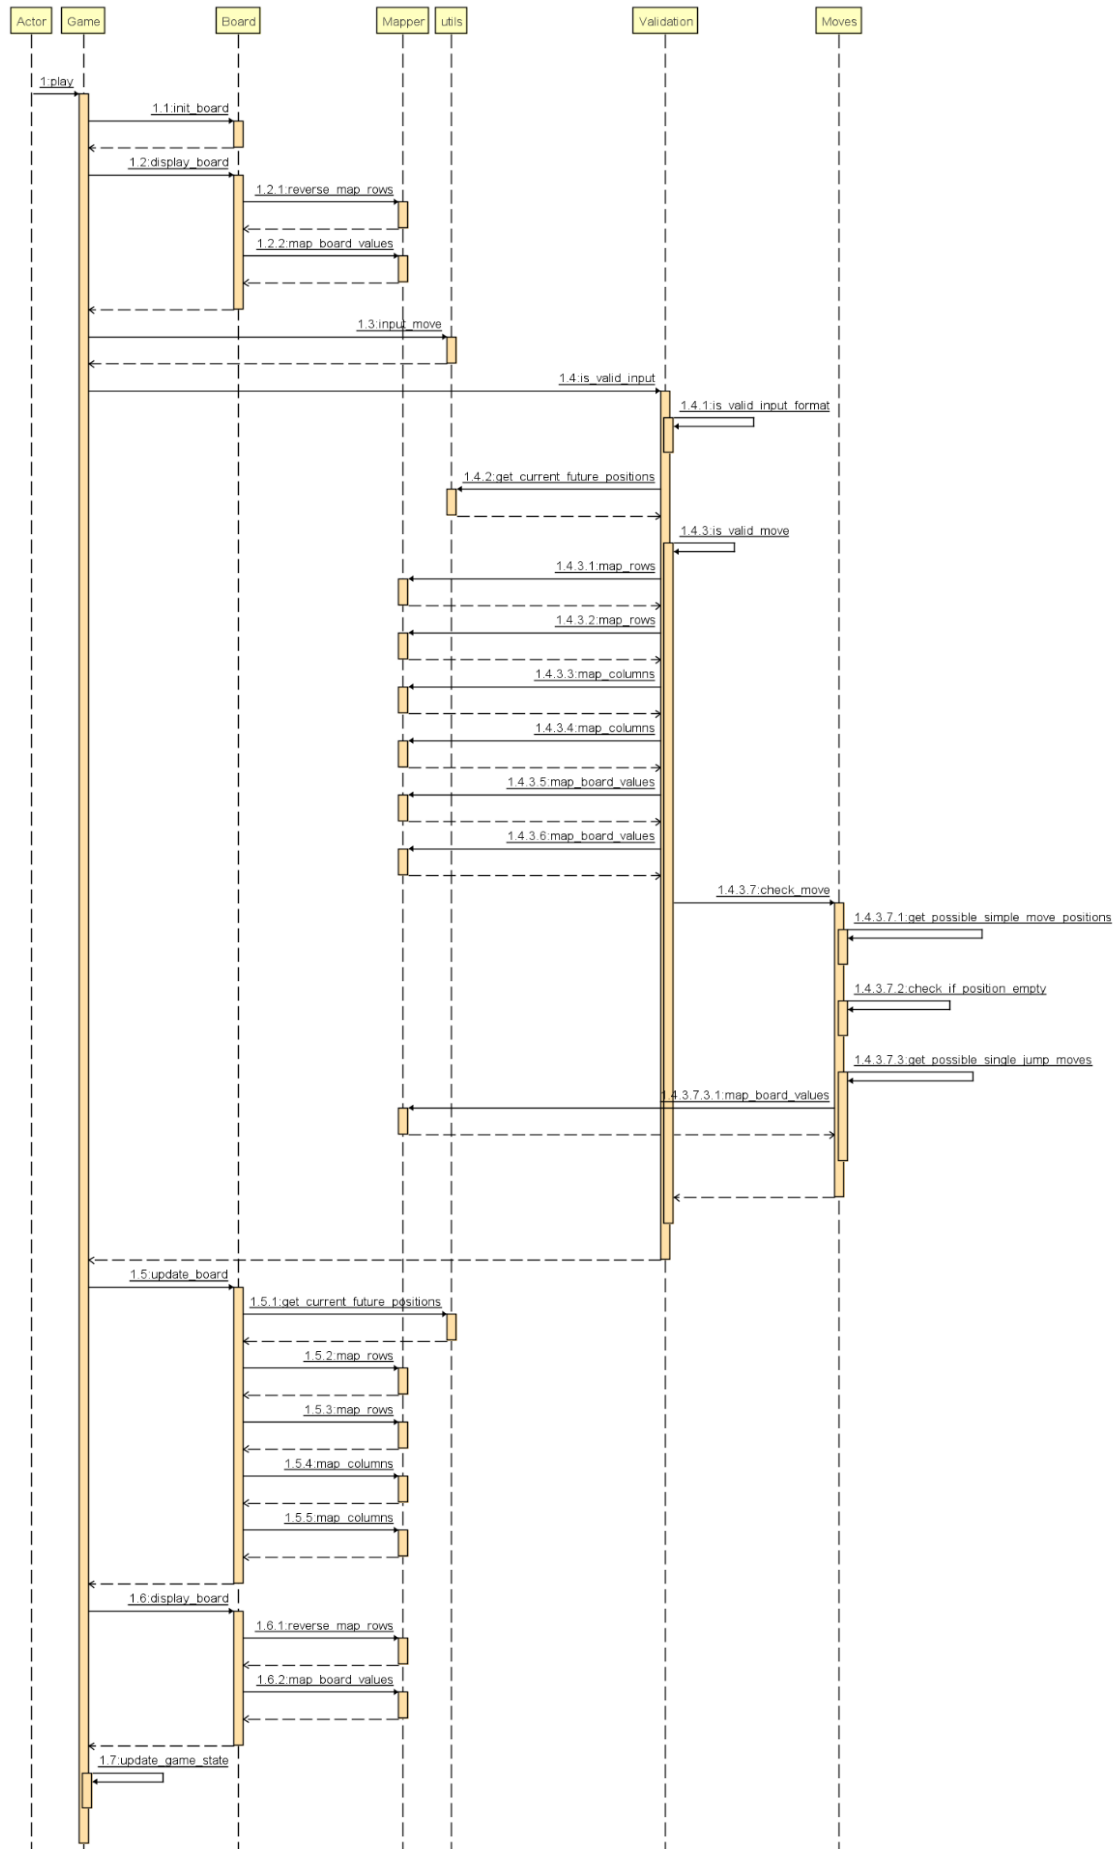 Actor
Game
Board
Mapper
utils
Validation
Moves
1:play
1.1:init_board
1.2:display_board
1.2.1:reverse_map_rows
1.2.2:map_board_values
1.3:input_move
1.4:is_valid_input
1.4.1:is_valid_input_format
1.4.2:get_current_future_positions
1.4.3:is_valid_move
1.4.3.1:map_rows
1.4.3.2:map_rows
1.4.3.3:map_columns
1.4.3.4:map_columns
1.4.3.5:map_board_values
1.4.3.6:map_board_values
1.4.3.7:check_move
1.4.3.7.1:get_possible_simple_move_positions
1.4.3.7.2:check_if_position_empty
1.4.3.7.3:get_possible_single_jump_moves
1.4.3.7.3.1:map_board_values
1.5:update_board
1.5.1:get_current_future_positions
1.5.2:map_rows
1.5.3:map_rows
1.5.4:map_columns
1.5.5:map_columns
1.6:display_board
1.6.1:reverse_map_rows
1.6.2:map_board_values
1.7:update_game_state